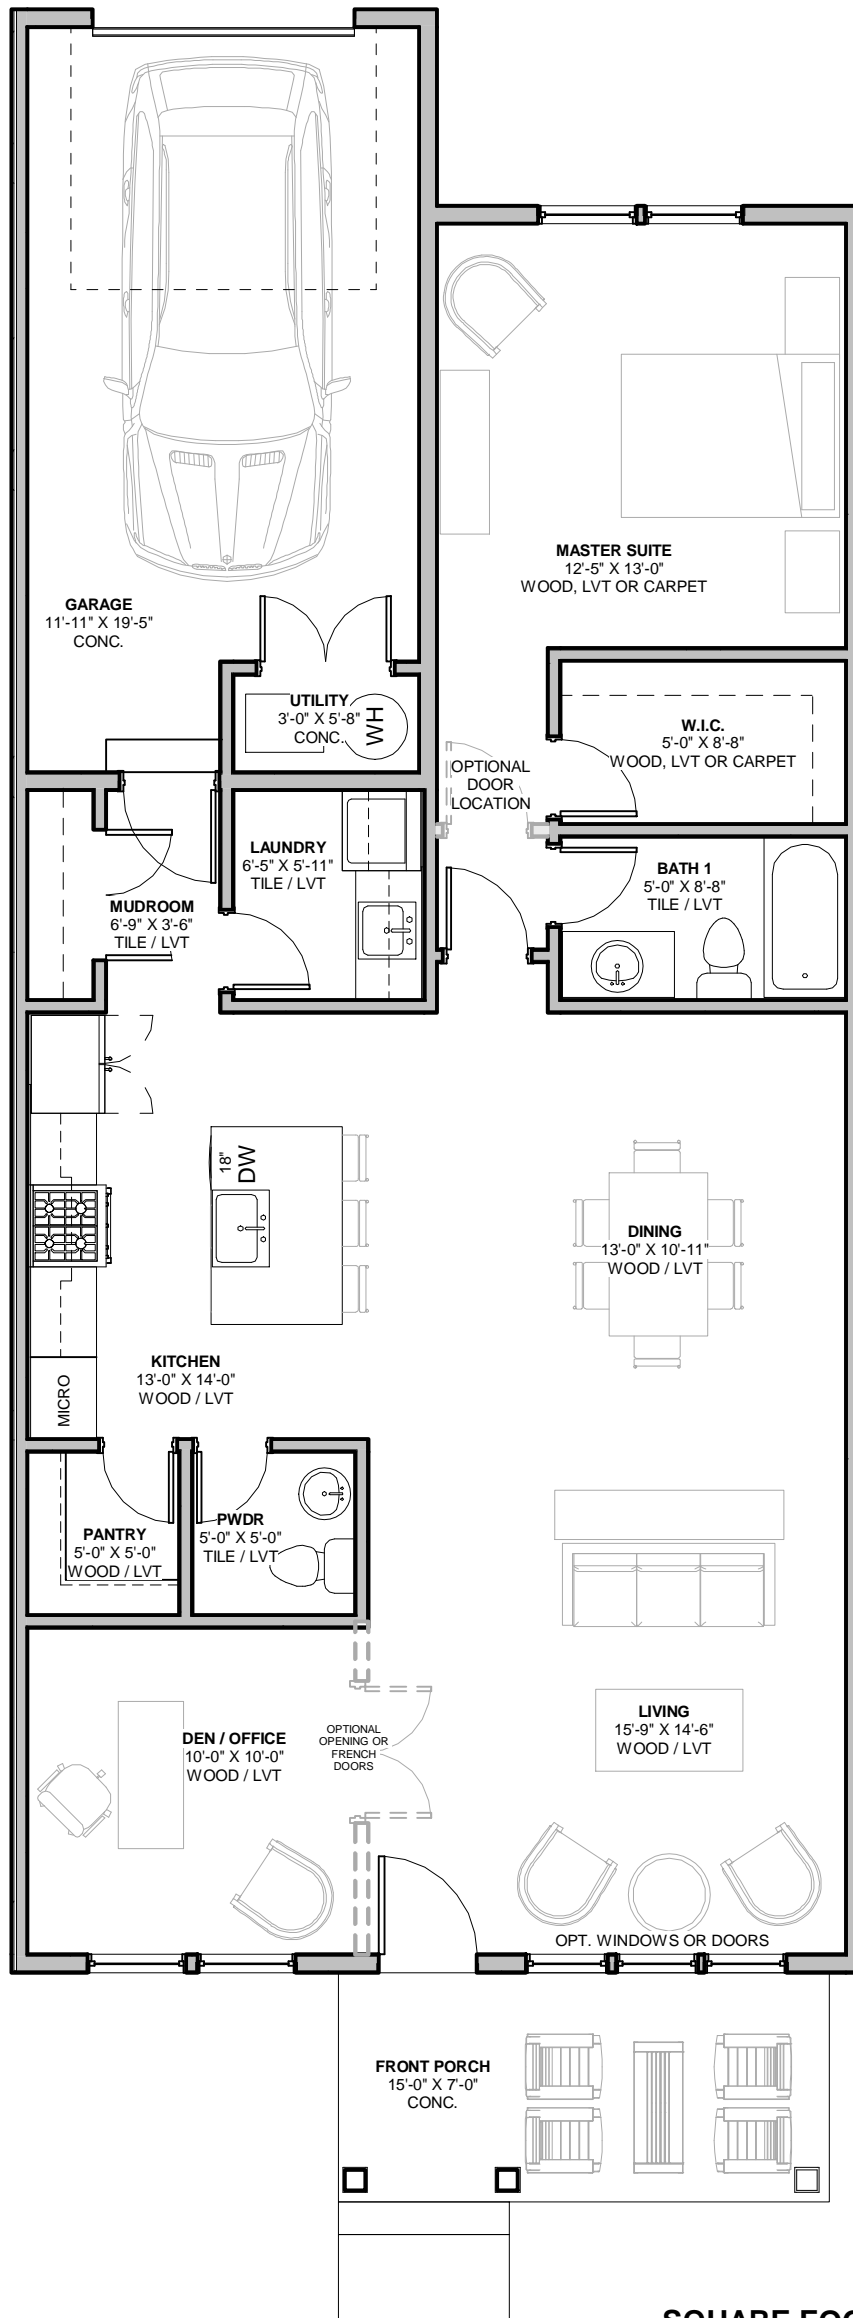 MASTER SUITE
12'-5" X 13'-0"
WOOD, LVT OR CARPET
GARAGE
11'-11" X 19'-5"
CONC.
UTILITY
3'-0" X 5'-8"
CONC.
WH
W.I.C.
5'-0" X 8'-8"
WOOD, LVT OR CARPET
OPTIONAL
DOOR
LOCATION
LAUNDRY
6'-5" X 5'-11"
TILE / LVT
BATH 1
5'-0" X 8'-8"
TILE / LVT
MUDROOM
6'-9" X 3'-6"
TILE / LVT
18"
DW
DINING
13'-0" X 10'-11"
WOOD / LVT
KITCHEN
13'-0" X 14'-0"
WOOD / LVT
MICRO
PANTRY
5'-0" X 5'-0"
WOOD / LVT
PWDR
5'-0" X 5'-0"
TILE / LVT
LIVING
15'-9" X 14'-6"
WOOD / LVT
DEN / OFFICE
10'-0" X 10'-0"
WOOD / LVT
OPTIONAL
OPENING OR
FRENCH
DOORS
OPT. WINDOWS OR DOORS
FRONT PORCH
15'-0" X 7'-0"
CONC.